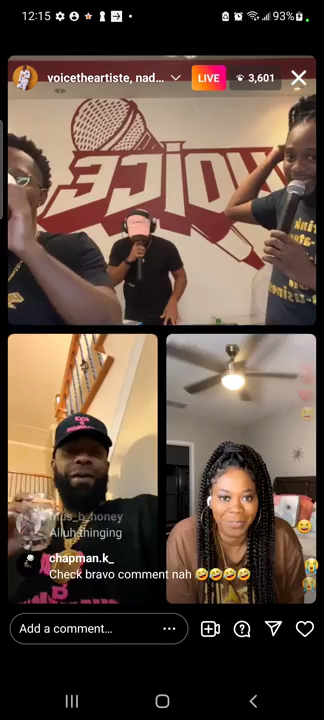 12:15
93%
voicetheartiste, nad...
LIVE
3,601
VOICE
Alluh thinging
chapman.k_
Check bravo comment nah 🤣🤣🤣🤣
Add a comment...